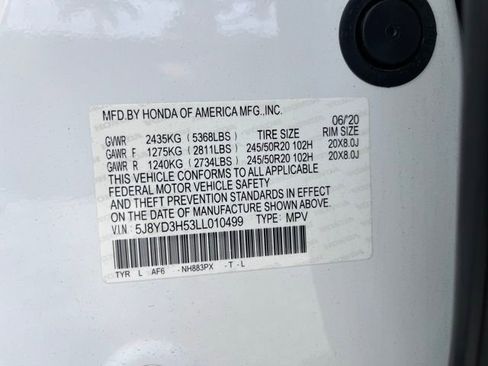 MFD.BY HONDA OF AMERICA MFG.,INC.
06/'20
GVWR 2435KG (5368LBS) TIRE SIZE RIM SIZE
GAWR F 1275KG (2811LBS) 245/50R20 102H 20X8.0J
GAWR R 1240KG (2734LBS) 245/50R20 102H 20X8.0J
THIS VEHICLE CONFORMS TO ALL APPLICABLE
FEDERAL MOTOR VEHICLE SAFETY
AND THEFT PREVENTION STANDARDS IN EFFECT
ON THE DATE OF MANUFACTURE SHOWN ABOVE.
V.I.N: 5J8YD3H53LL010499 TYPE: MPV
TYR L AF6 -NH883PX -T -L